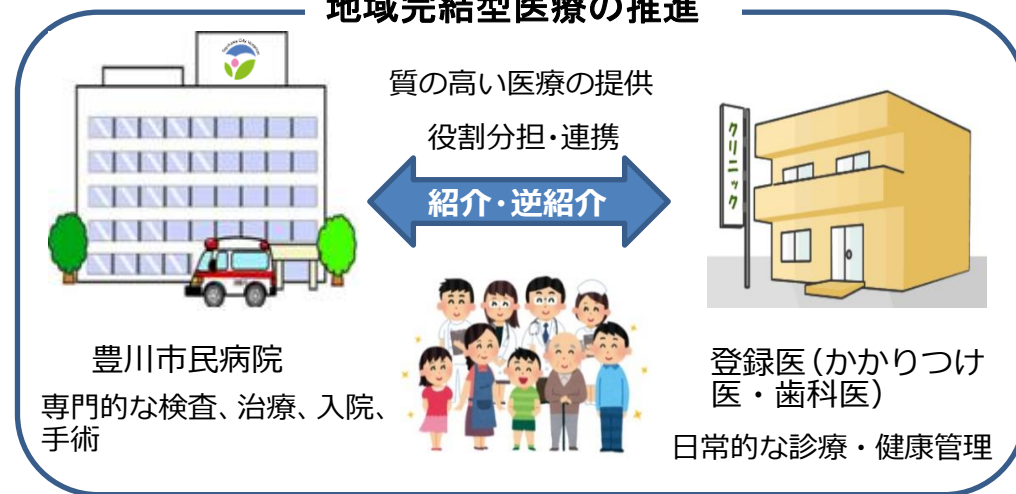 地域完結型医療の推進
質の高い医療の提供
役割分担・連携
紹介・逆紹介
クリニック
豊川市民病院
専門的な検査、治療、入院、
手術
登録医（かかりつけ
医・歯科医）
日常的な診療・健康管理